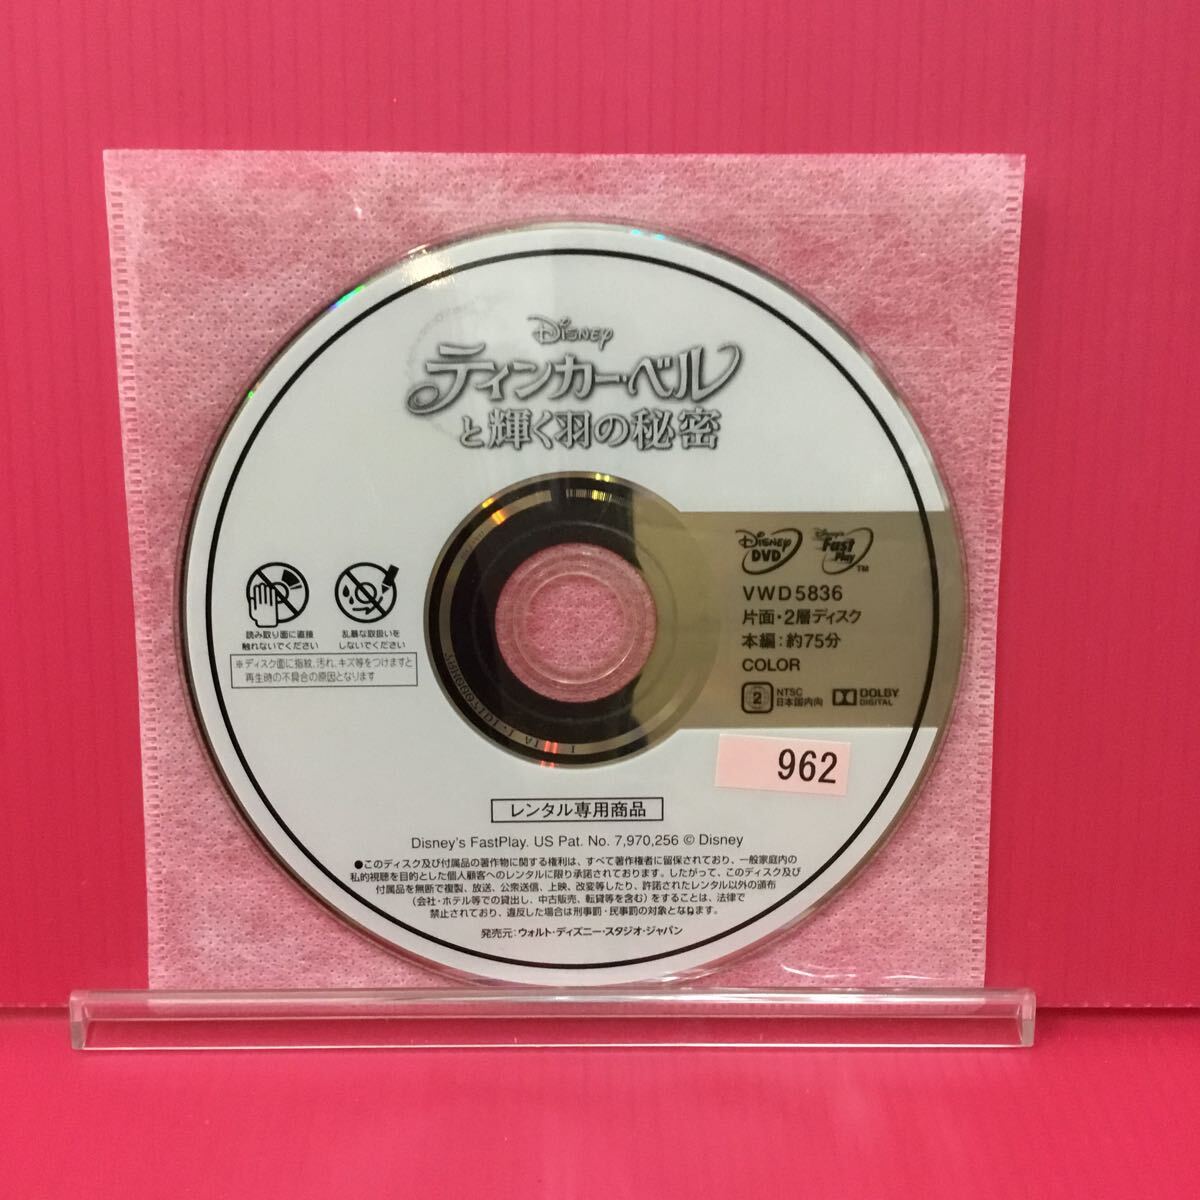 Disney
ティンカー・ベル
と輝く羽の秘密
Disney
DVD
Disney's
Fast
Play
TM
VWD5836
片面・2層ディスク
本編:約75分
COLOR
2
NTSC
日本国内向
DOLBY
DIGITAL
読み取り面に直接
触れないでください
乱暴な取扱いを
しないでください
※ディスク面に指紋、汚れ、キズ等をつけますと
再生時の不具合の原因となります
962
レンタル専用商品
Disney's FastPlay. US Pat. No. 7,970,256 © Disney
●このディスク及び付属品の著作物に関する権利は、すべて著作権者に留保されており、一般家庭内の
私的視聴を目的とした個人顧客へのレンタルに限り承諾されております。したがって、このディスク及び
付属品を無断で複製、放送、公衆送信、上映、改変等したり、許諾されたレンタル以外の頒布
(会社・ホテル等での貸出し、中古販売、転貸等を含む)をすることは、法律で
禁止されており、違反した場合は刑事罰・民事罰の対象となります。
発売元:ウォルト・ディズニー・スタジオ・ジャパン